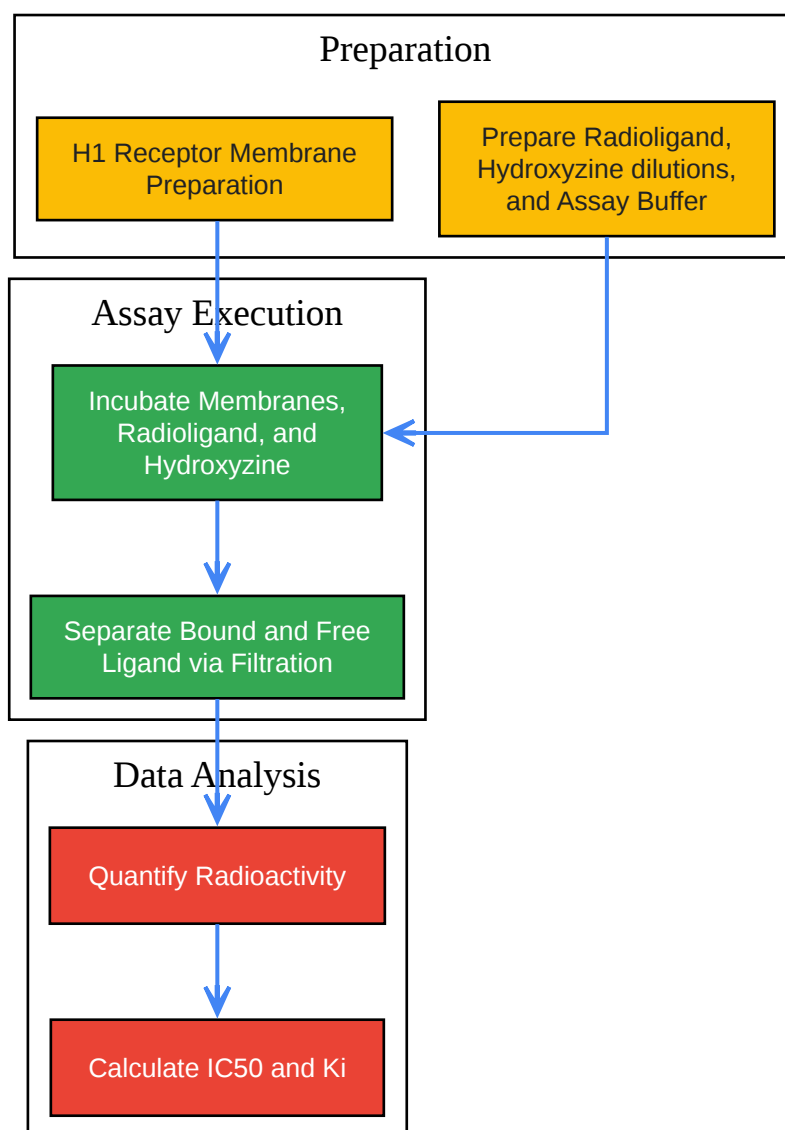 Preparation
H1 Receptor Membrane
Preparation
Prepare Radioligand,
Hydroxyzine dilutions,
and Assay Buffer
Assay Execution
Incubate Membranes,
Radioligand, and
Hydroxyzine
Separate Bound and Free
Ligand via Filtration
Data Analysis
Quantify Radioactivity
Calculate IC50 and Ki